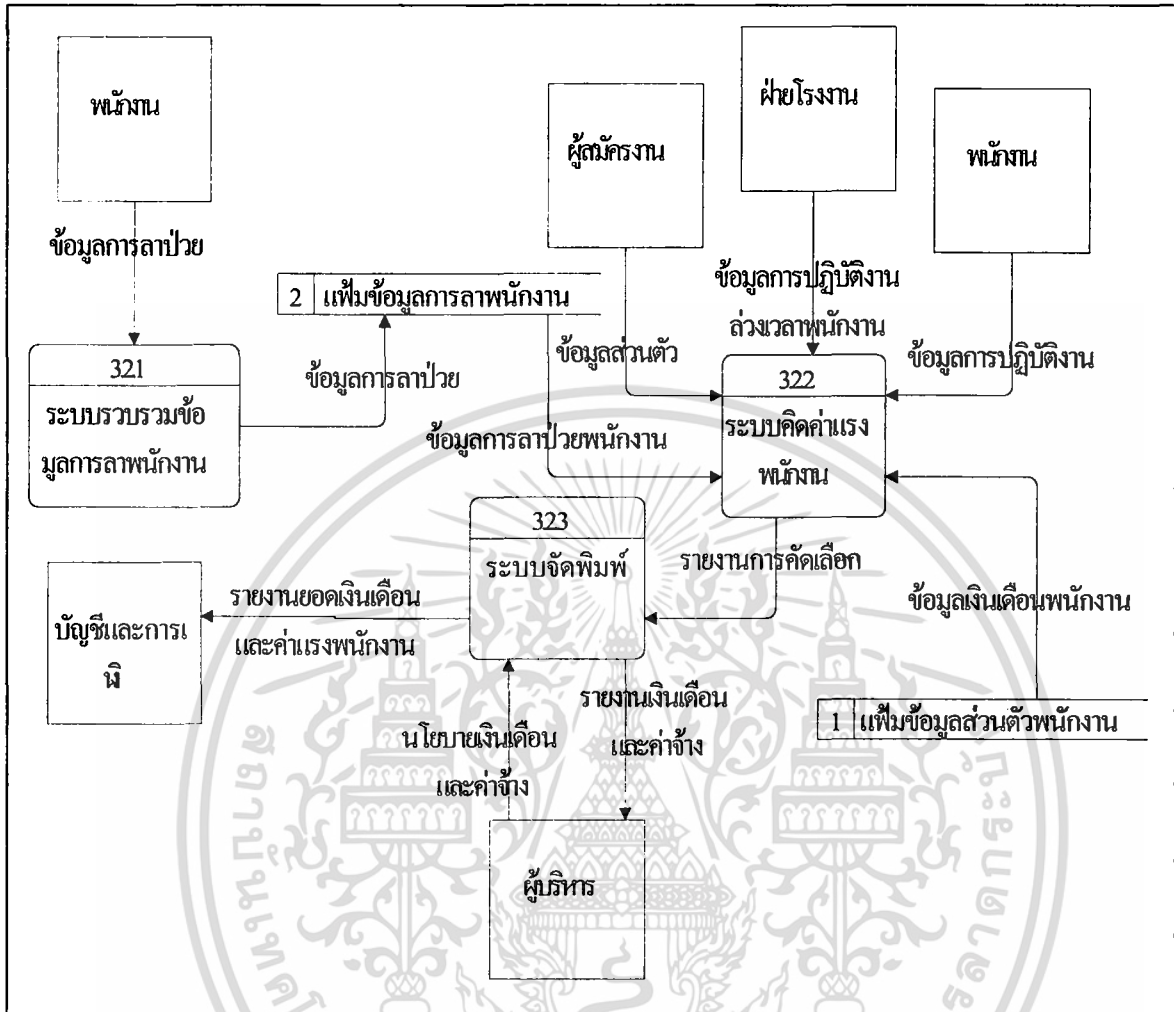 พนักงาน
ฝ่ายโรงงาน
ผู้สมัครงาน
พนักงาน
ข้อมูลการลาป่วย
ข้อมูลการปฏิบัติงาน
ล่วงเวลาพนักงาน
2 แฟ้มข้อมูลการลาพนักงาน
ข้อมูลส่วนตัว
ข้อมูลการปฏิบัติงาน
321
ระบบรวบรวมข้อ
มูลการลาพนักงาน
ข้อมูลการลาป่วย
322
ระบบคิดค่าแรง
พนักงาน
ข้อมูลการลาป่วยพนักงาน
323
ระบบจัดพิมพ์
รายงานการคัดเลือก
ข้อมูลเงินเดือนพนักงาน
รายงานยอดเงินเดือน
และค่าแรงพนักงาน
บัญชีและการเ
งิน
นโยบายเงินเดือน
และค่าจ้าง
รายงานเงินเดือน
และค่าจ้าง
1 แฟ้มข้อมูลส่วนตัวพนักงาน
ผู้บริหาร